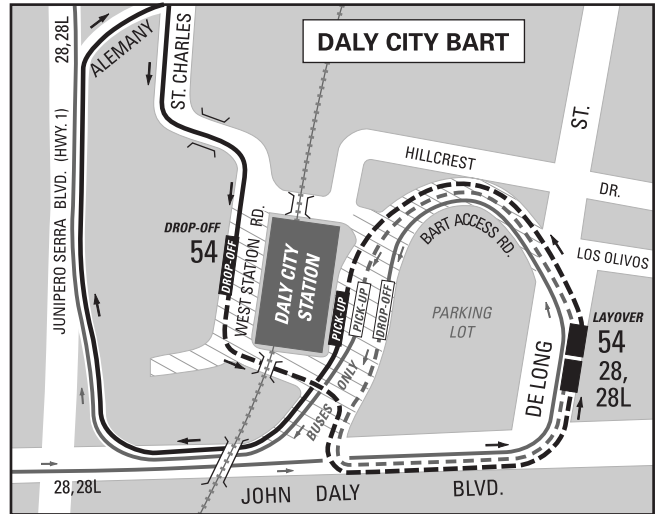 DALY CITY BART
28, 28L
ALEMANY
ST. CHARLES
JUNIPERO SERRA BLVD. (HWY. 1)
HILLCREST
DR.
ST.
LOS OLIVOS
BART ACCESS RD.
DROP-OFF
54
DROP-OFF
WEST STATION RD.
DALY CITY
STATION
PICK-UP
PICK-UP
DROP-OFF
PARKING
LOT
LAYOVER
54
28,
28L
DE LONG
BUSES ONLY
28, 28L
JOHN DALY BLVD.